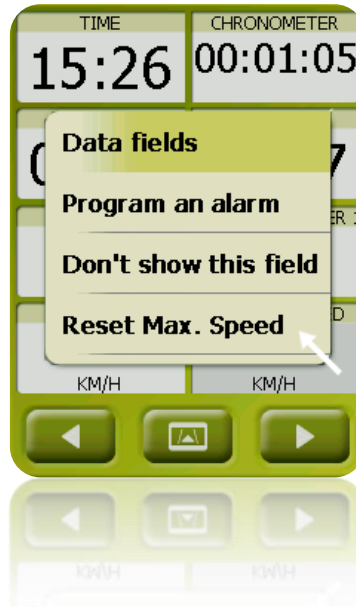 TIME CHRONOMETER
15:26 00:01:05
Data fields
Program an alarm
Don't show this field
Reset Max. Speed
KM/H KM/H